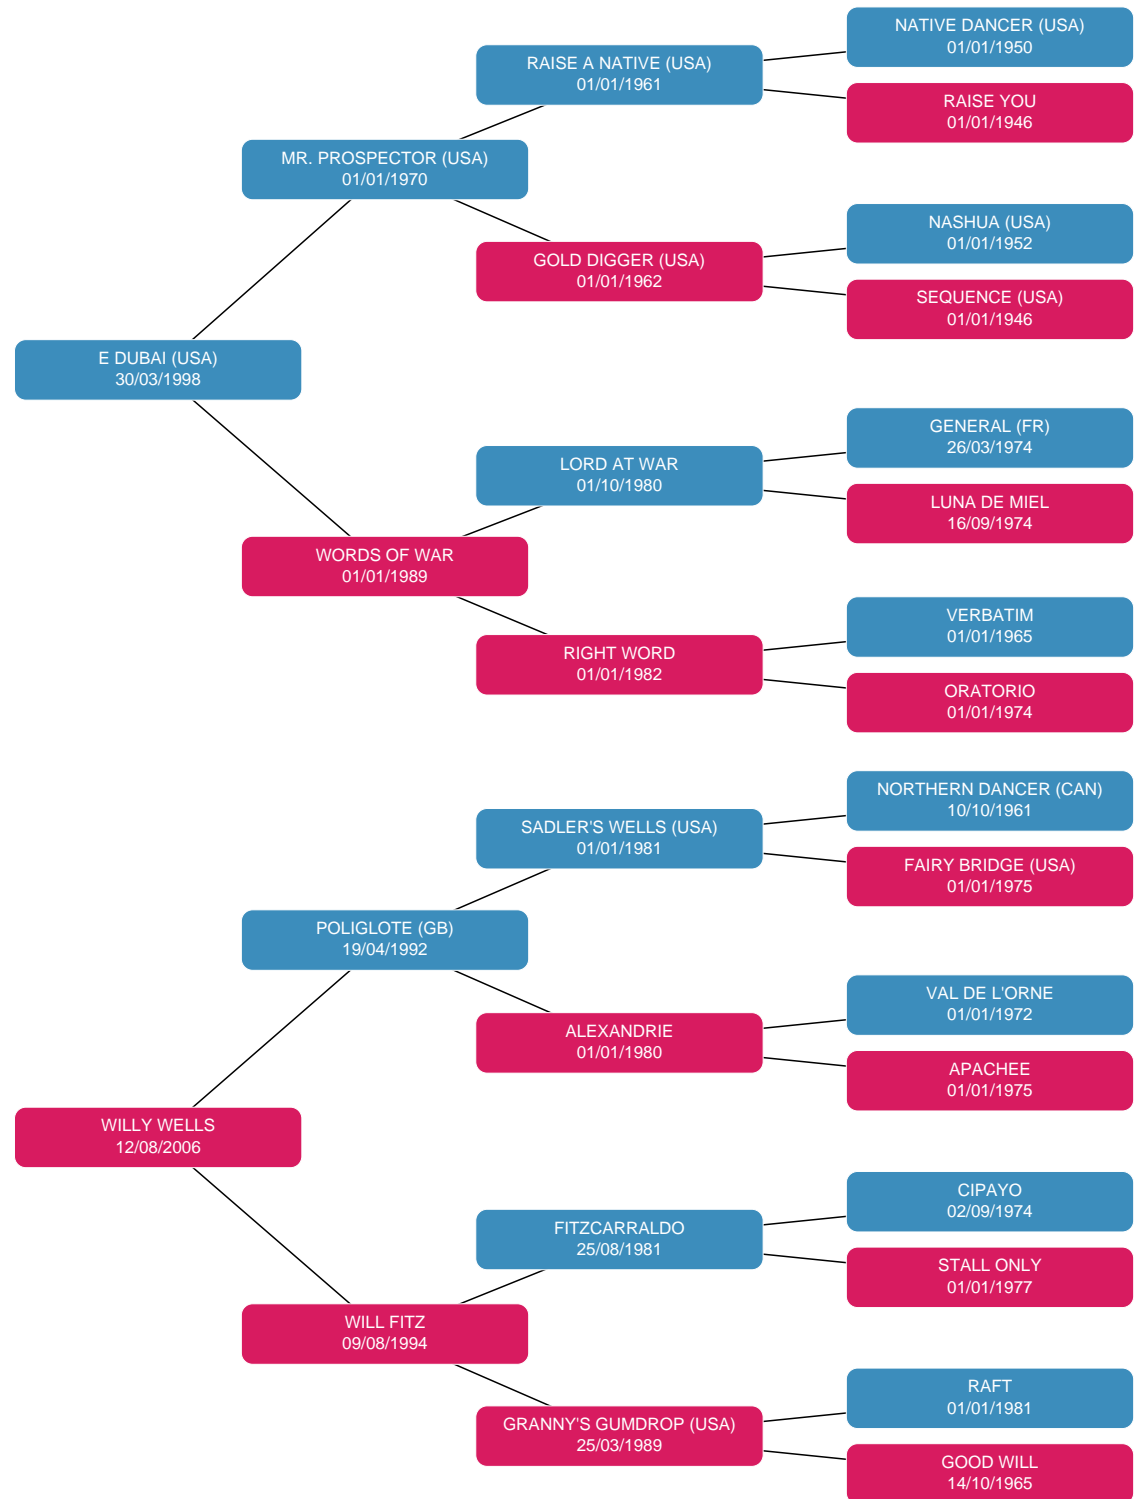 NATIVE DANCER (USA)
01/01/1950
RAISE A NATIVE (USA)
01/01/1961
RAISE YOU
01/01/1946
MR. PROSPECTOR (USA)
01/01/1970
NASHUA (USA)
01/01/1952
GOLD DIGGER (USA)
01/01/1962
SEQUENCE (USA)
01/01/1946
E DUBAI (USA)
30/03/1998
GENERAL (FR)
26/03/1974
LORD AT WAR
01/10/1980
LUNA DE MIEL
16/09/1974
WORDS OF WAR
01/01/1989
VERBATIM
01/01/1965
RIGHT WORD
01/01/1982
ORATORIO
01/01/1974
NORTHERN DANCER (CAN)
10/10/1961
SADLER'S WELLS (USA)
01/01/1981
FAIRY BRIDGE (USA)
01/01/1975
POLIGLOTE (GB)
19/04/1992
VAL DE L'ORNE
01/01/1972
ALEXANDRIE
01/01/1980
APACHEE
01/01/1975
WILLY WELLS
12/08/2006
CIPAYO
02/09/1974
FITZCARRALDO
25/08/1981
STALL ONLY
01/01/1977
WILL FITZ
09/08/1994
RAFT
01/01/1981
GRANNY'S GUMDROP (USA)
25/03/1989
GOOD WILL
14/10/1965